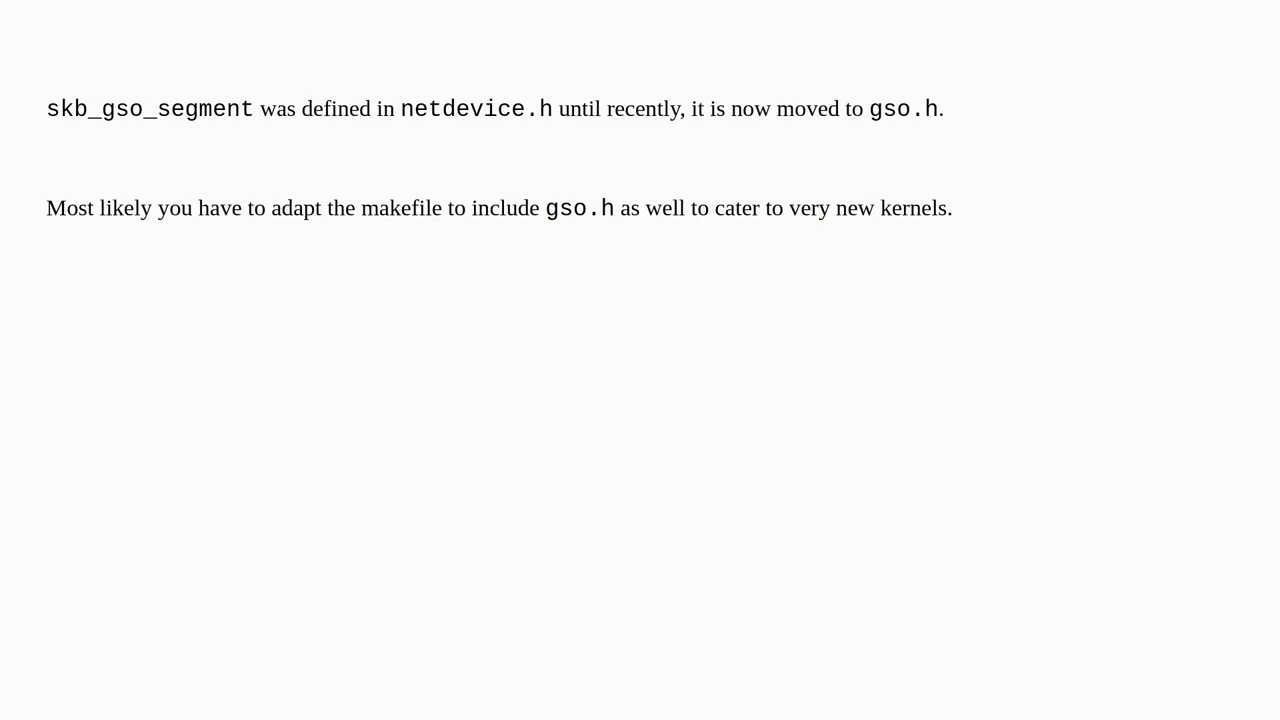 skb_gso_segment was defined in netdevice.h until recently, it is now moved to gso.h.
Most likely you have to adapt the makefile to include gso.h as well to cater to very new kernels.